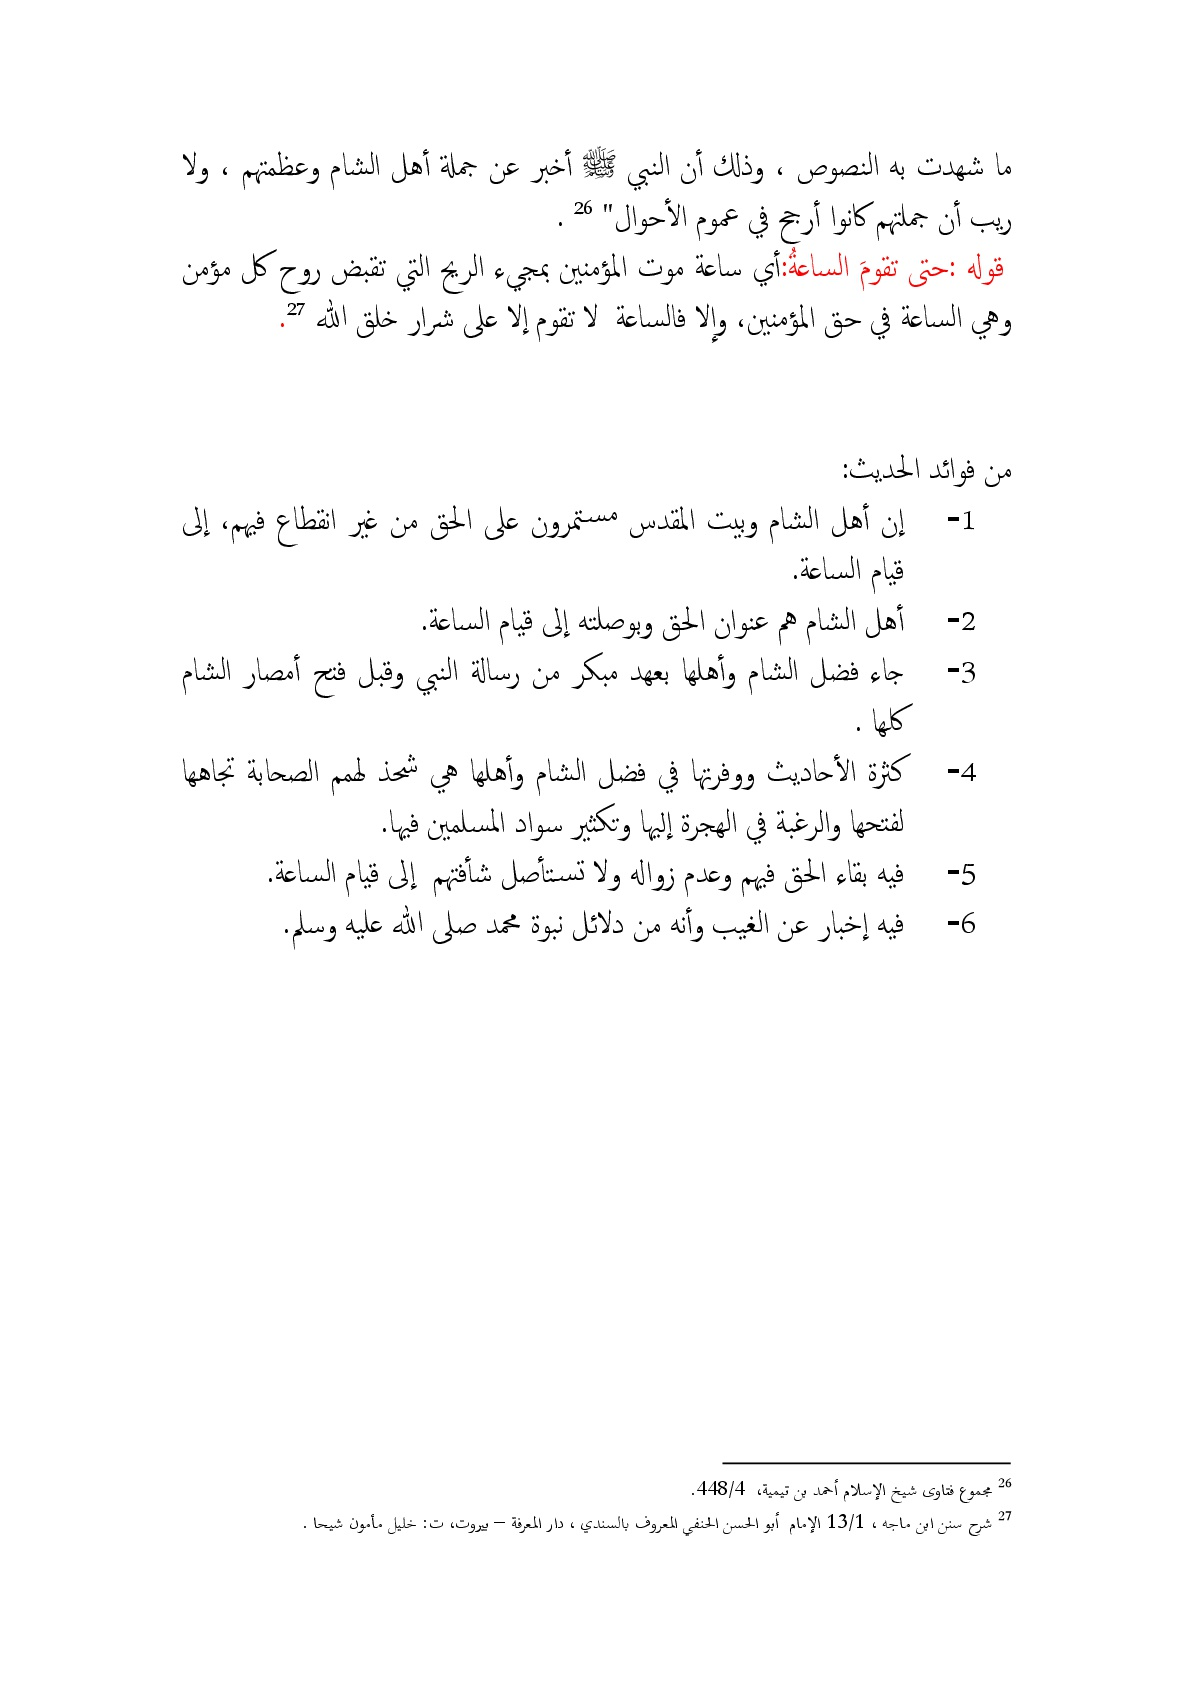 ما شهدت به النصوص ، وذلك أن النبي ﷺ أخبر عن جملة أهل الشام وعظمتهم ، ولا
ريب أن جملتهم كانوا أرجح في عموم الأحوال" 26 .
قوله :حتى تقومَ الساعةُ:أي ساعة موت المؤمنين بمجيء الريح التي تقبض روح كل مؤمن
وهي الساعة في حق المؤمنين، وإلا فالساعة لا تقوم إلا على شرار خلق الله 27.
من فوائد الحديث:
1- إن أهل الشام وبيت المقدس مستمرون على الحق من غير انقطاع فيهم، إلى
قيام الساعة.
2- أهل الشام هم عنوان الحق وبوصلته إلى قيام الساعة.
3- جاء فضل الشام وأهلها بعهد مبكر من رسالة النبي وقبل فتح أمصار الشام
كلها .
4- كثرة الأحاديث ووفرتها في فضل الشام وأهلها هي شحذ لهمم الصحابة تجاهها
لفتحها والرغبة في الهجرة إليها وتكثير سواد المسلمين فيها.
5- فيه بقاء الحق فيهم وعدم زواله ولا تستأصل شأفتهم إلى قيام الساعة.
6- فيه إخبار عن الغيب وأنه من دلائل نبوة محمد صلى الله عليه وسلم.
26 مجموع فتاوى شيخ الإسلام أحمد بن تيمية، 448/4.
27 شرح سنن ابن ماجه ، 13/1 الإمام أبو الحسن الحنفي المعروف بالسندي ، دار المعرفة – بيروت، ت: خليل مأمون شيحا .